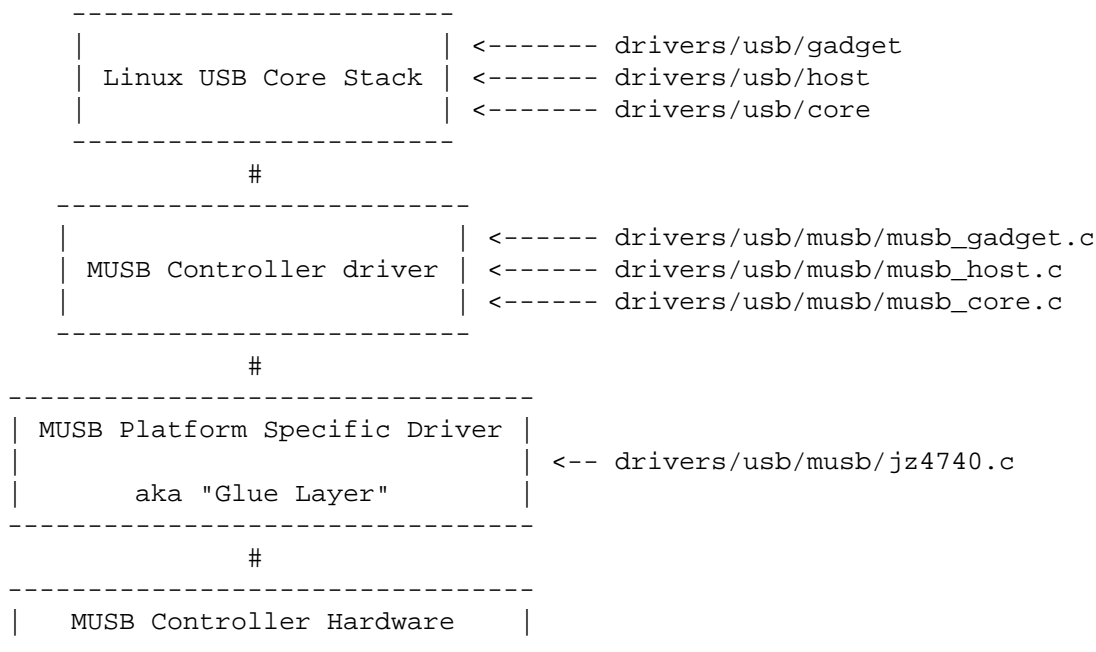 ------------------------
|                      | <------- drivers/usb/gadget
| Linux USB Core Stack | <------- drivers/usb/host
|                      | <------- drivers/usb/core
------------------------
#
--------------------------
|                        | <------ drivers/usb/musb/musb_gadget.c
| MUSB Controller driver | <------ drivers/usb/musb/musb_host.c
|                        | <------ drivers/usb/musb/musb_core.c
--------------------------
#
---------------------------------
| MUSB Platform Specific Driver |
|                               | <-- drivers/usb/musb/jz4740.c
|       aka "Glue Layer"        |
---------------------------------
#
---------------------------------
|   MUSB Controller Hardware    |